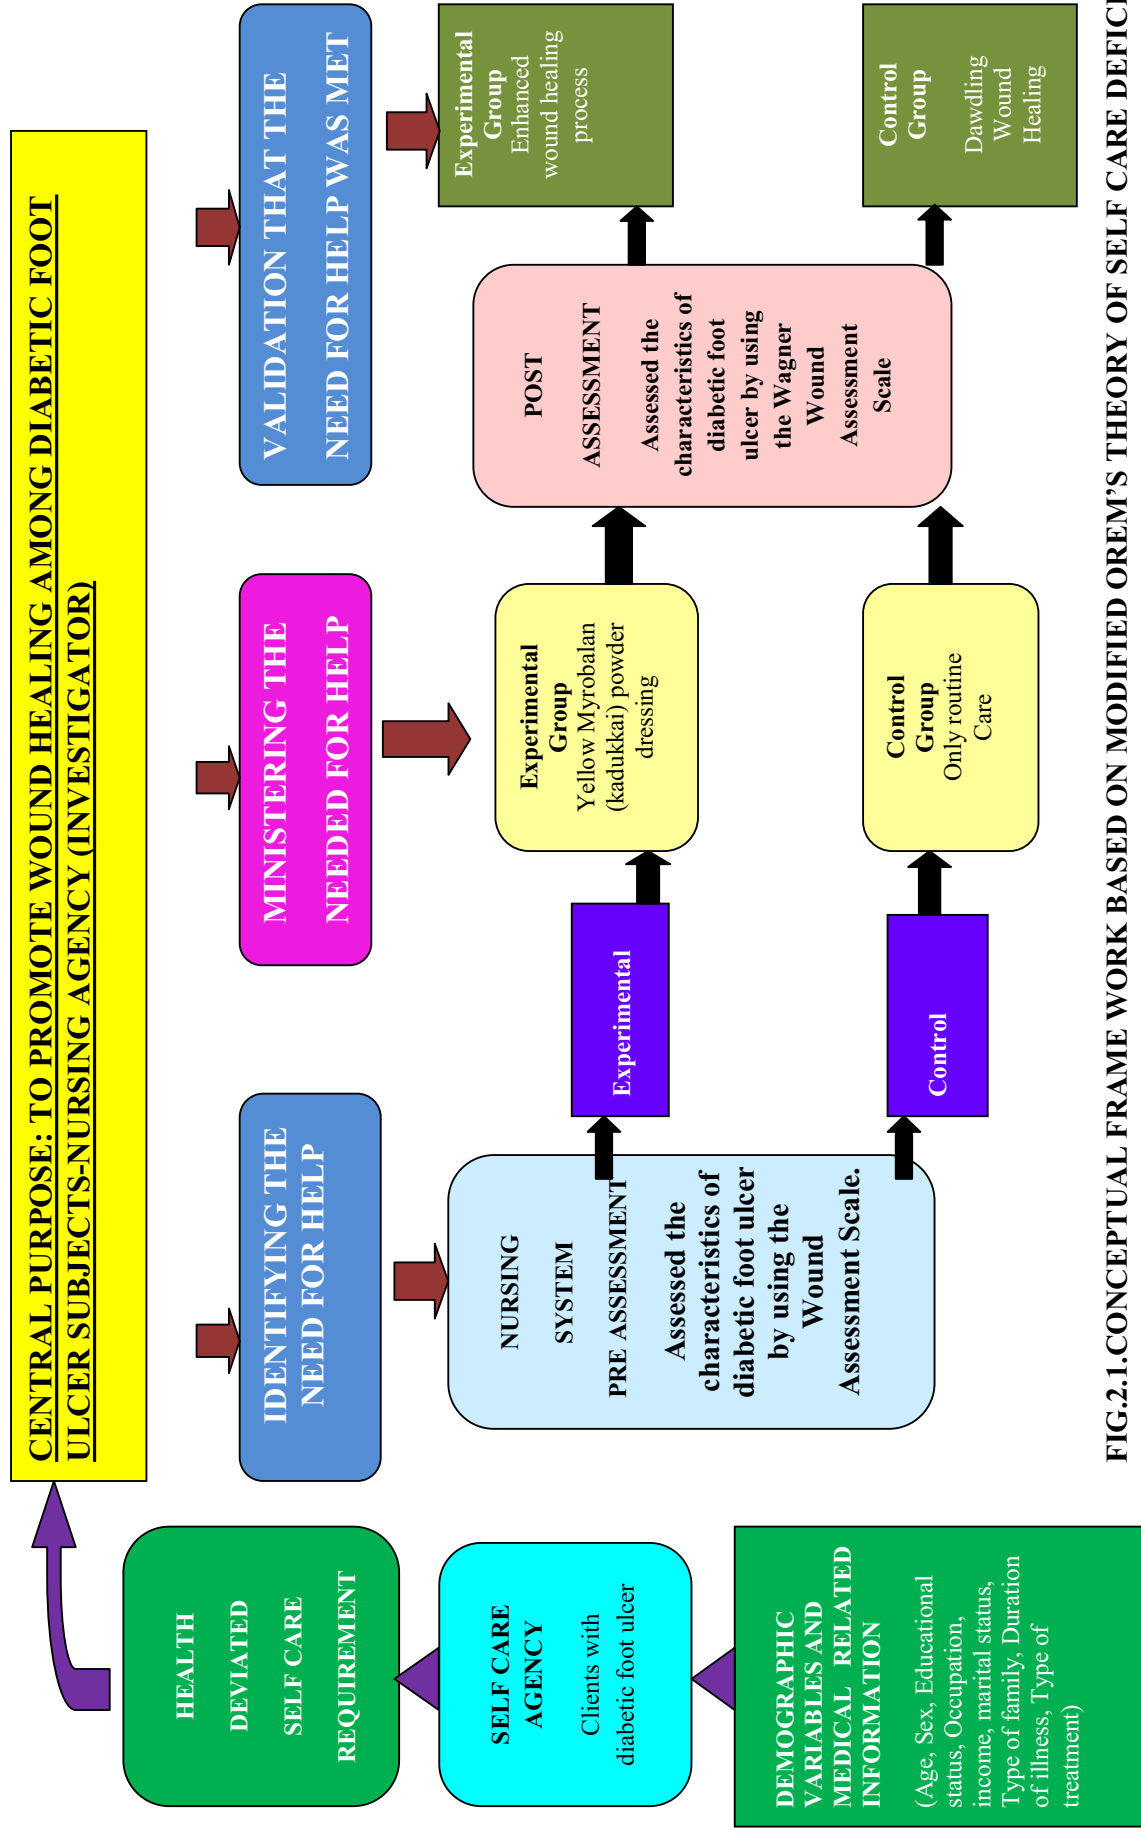 CENTRAL PURPOSE: TO PROMOTE WOUND HEALING AMONG DIABETIC FOOT
ULCER SUBJECTS-NURSING AGENCY (INVESTIGATOR)
HEALTH
DEVIATED
SELF CARE
REQUIREMENT
SELF CARE
AGENCY
Clients with
diabetic foot ulcer
DEMOGRAPHIC
VARIABLES AND
MEDICAL RELATED
INFORMATION
(Age, Sex, Educational
status, Occupation,
income, marital status,
Type of family, Duration
of illness, Type of
treatment)
IDENTIFYING THE
NEED FOR HELP
NURSING
SYSTEM
PRE ASSESSMENT
Assessed the
characteristics of
diabetic foot ulcer
by using the
Wound
Assessment Scale.
Experimental
Control
MINISTERING THE
NEEDED FOR HELP
Experimental
Group
Yellow Myrobalan
(kadukkai) powder
dressing
Control
Group
Only routine
Care
VALIDATION THAT THE
NEED FOR HELP WAS MET
POST
ASSESSMENT
Assessed the
characteristics of
diabetic foot
ulcer by using
the Wagner
Wound
Assessment
Scale
Experimental
Group
Enhanced
wound healing
process
Control
Group
Dawdling
Wound
Healing
FIG.2.1.CONCEPTUAL FRAME WORK BASED ON MODIFIED OREM'S THEORY OF SELF CARE